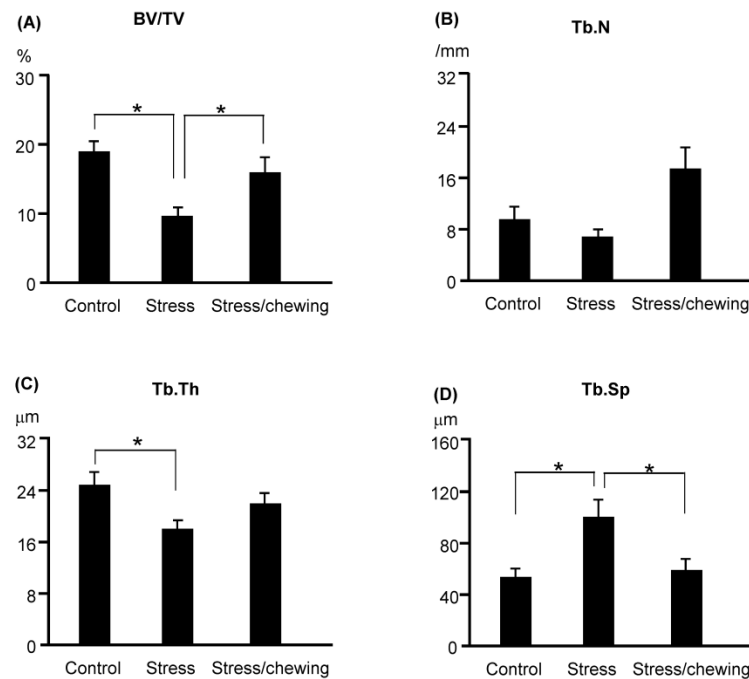 (A)
BV/TV
%
30
20
10
0
*
*
Control Stress Stress/chewing
(B)
Tb.N
/mm
32
24
16
8
0
Control Stress Stress/chewing
(C)
Tb.Th
μm
32
24
16
8
0
*
Control Stress Stress/chewing
(D)
Tb.Sp
μm
160
120
80
40
0
*
*
Control Stress Stress/chewing